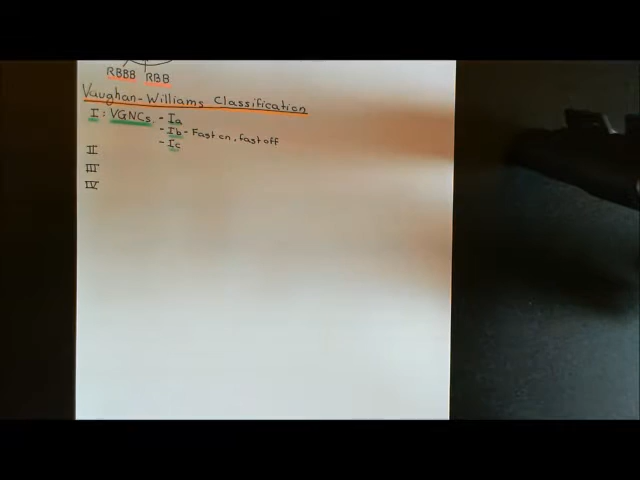 RBBB RBB
Vaughan-Williams Classification
I : VGNCs - Ia
- Ib - Fast on, fast off
- Ic
II
III
IV